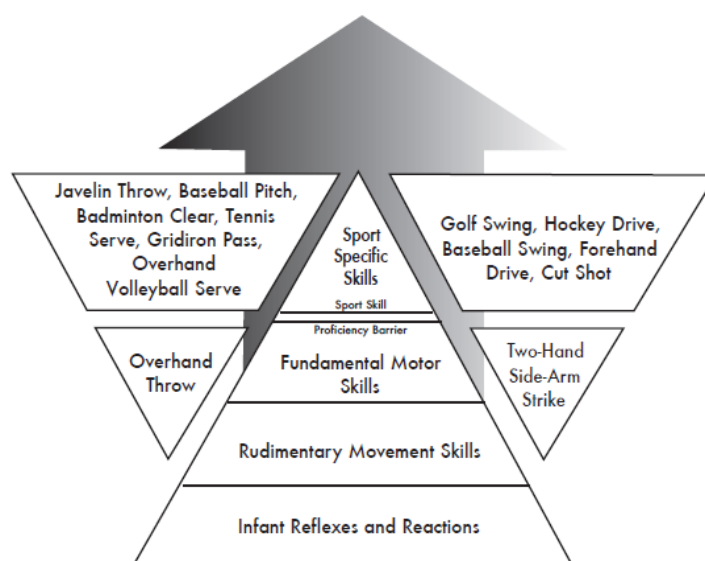 Javelin Throw, Baseball Pitch,
Badminton Clear, Tennis
Serve, Gridiron Pass,
Overhand
Volleyball Serve
Sport
Specific
Skills
Golf Swing, Hockey Drive,
Baseball Swing, Forehand
Drive, Cut Shot
Sport Skill
Proficiency Barrier
Overhand
Throw
Fundamental Motor
Skills
Two-Hand
Side-Arm
Strike
Rudimentary Movement Skills
Infant Reflexes and Reactions